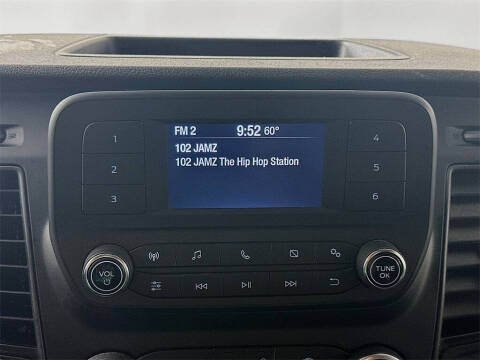 FM 2 9:52 60°
102 JAMZ
102 JAMZ The Hip Hop Station
1
2
3
4
5
6
VOL
TUNE
OK